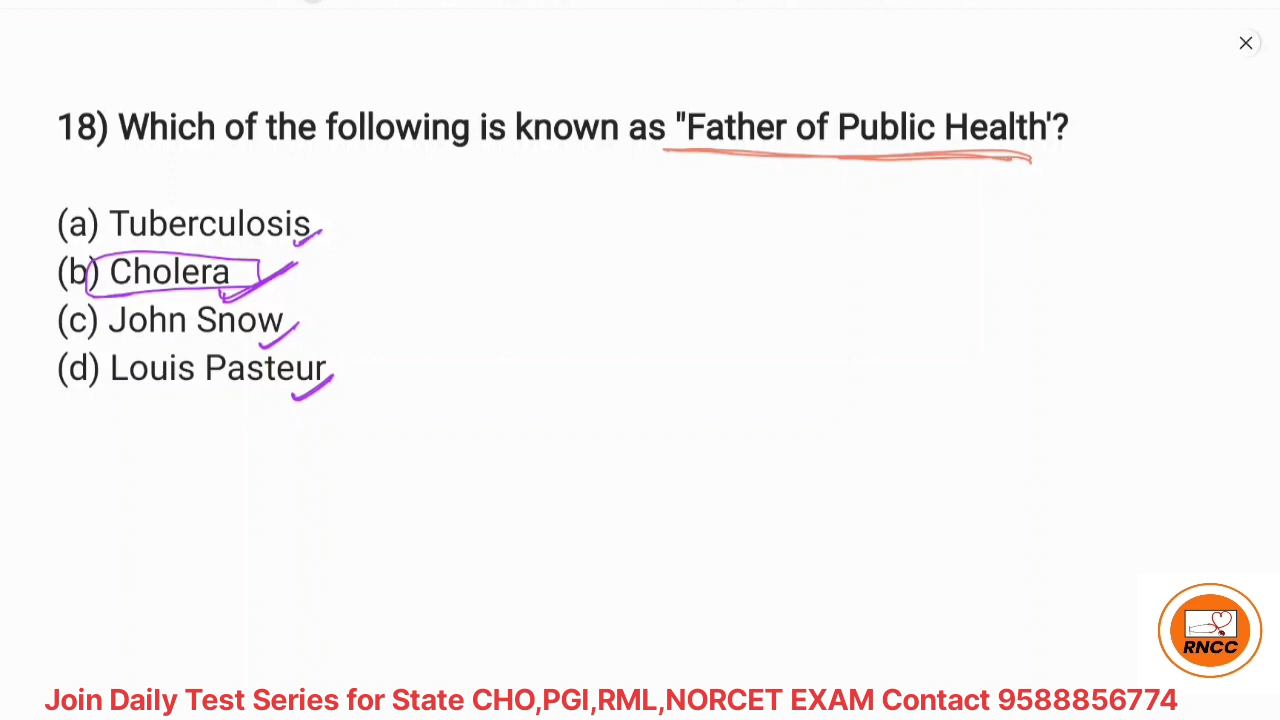 18) Which of the following is known as "Father of Public Health'?
(a) Tuberculosis
(b) Cholera
(c) John Snow
(d) Louis Pasteur
RNCC
Join Daily Test Series for State CHO,PGI,RML,NORCET EXAM Contact 9588856774